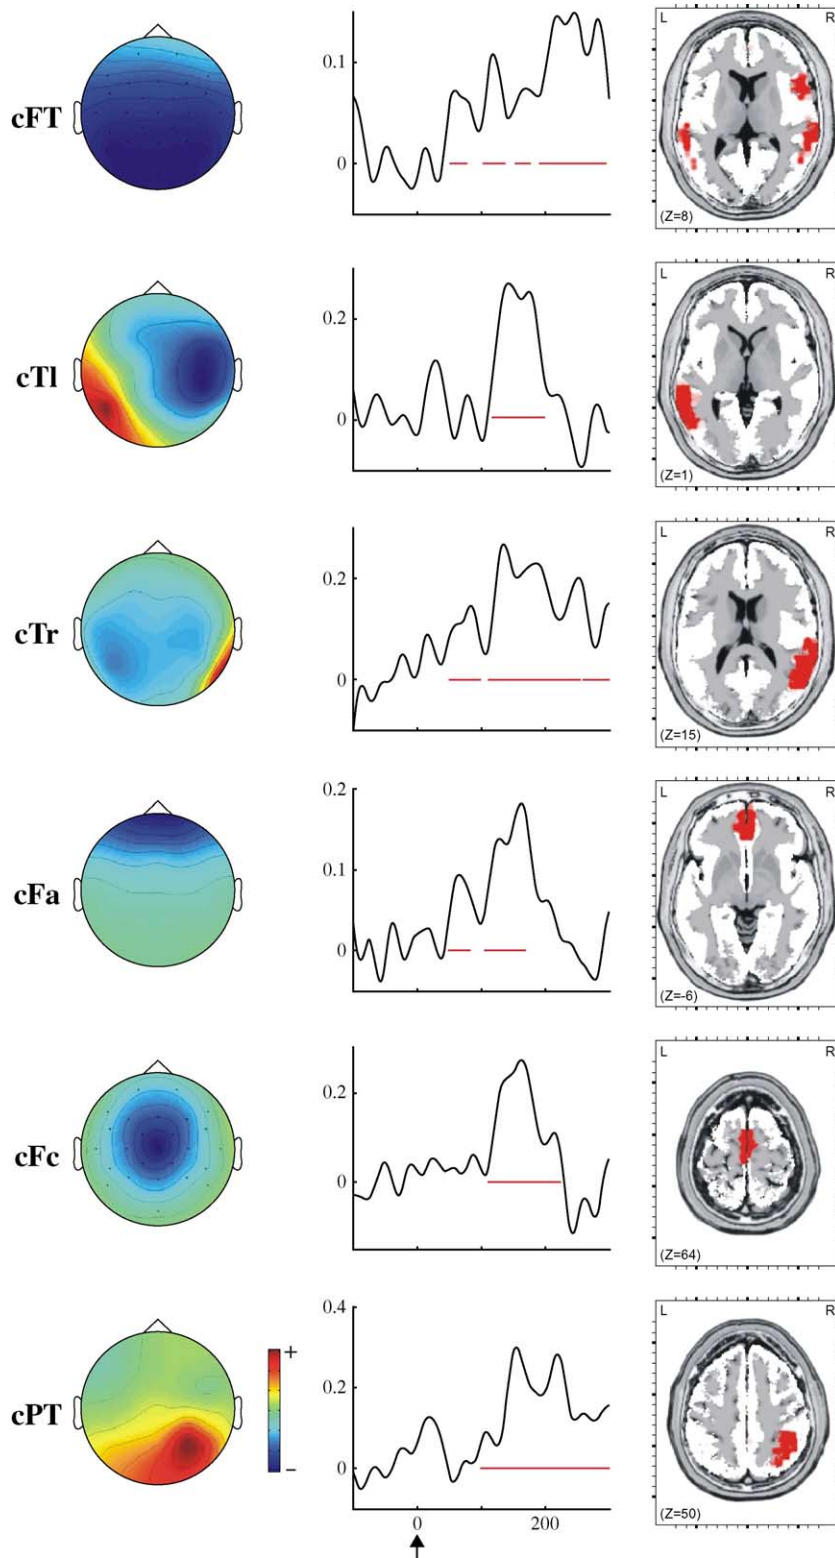 L R
0.1
cFT
0
(Z=8)
L R
0.2
cTl
0
(Z=1)
L R
0.2
cTr
0
(Z=15)
0.2
L R
0.1
cFa
0
(Z=-6)
L R
0.2
cFc
0
(Z=64)
0.4
L R
+
0.2
cPT
0
-
(Z=50)
0 200